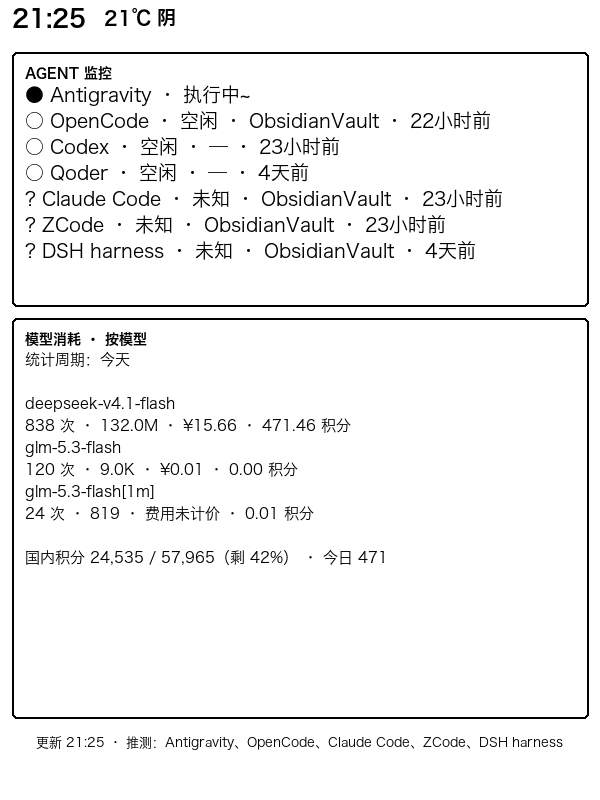 21:25 21℃ 阴
AGENT 监控
● Antigravity · 执行中~
○ OpenCode · 空闲 · ObsidianVault · 22小时前
○ Codex · 空闲 · — · 23小时前
○ Qoder · 空闲 · — · 4天前
? Claude Code · 未知 · ObsidianVault · 23小时前
? ZCode · 未知 · ObsidianVault · 23小时前
? DSH harness · 未知 · ObsidianVault · 4天前
模型消耗 · 按模型
统计周期：今天
deepseek-v4.1-flash
838 次 · 132.0M · ¥15.66 · 471.46 积分
glm-5.3-flash
120 次 · 9.0K · ¥0.01 · 0.00 积分
glm-5.3-flash[1m]
24 次 · 819 · 费用未计价 · 0.01 积分
国内积分 24,535 / 57,965（剩 42%） · 今日 471
更新 21:25 · 推测：Antigravity、OpenCode、Claude Code、ZCode、DSH harness